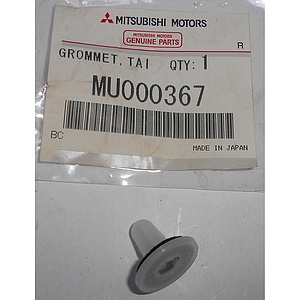 MITSUBISHI MOTORS
MITSUBISHI MOTORS
GENUINE PARTS
R
GROMMET,TAI QTY:1
MU000367
BC
MADE IN JAPAN